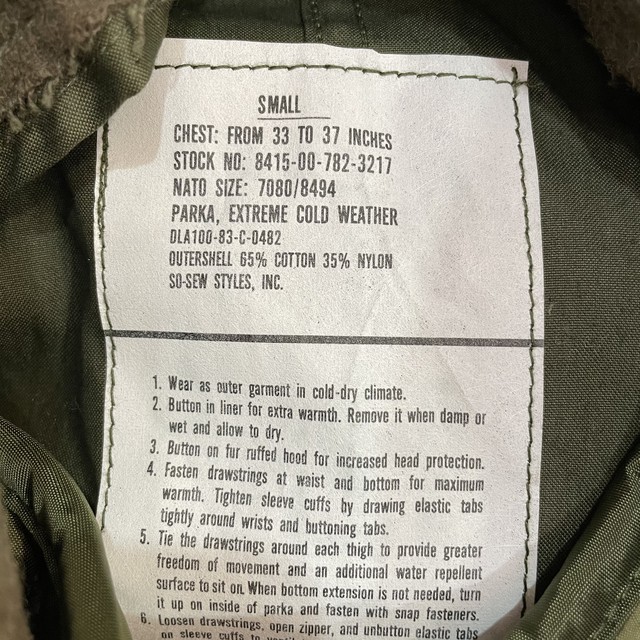 SMALL
CHEST: FROM 33 TO 37 INCHES
STOCK NO: 8415-00-782-3217
NATO SIZE: 7080/8494
PARKA, EXTREME COLD WEATHER
DLA100-83-C-0482
OUTERSHELL 65% COTTON 35% NYLON
SO-SEW STYLES, INC.
1. Wear as outer garment in cold-dry climate.
2. Button in liner for extra warmth. Remove it when damp or
wet and allow to dry.
3. Button on fur ruffed hood for increased head protection.
4. Fasten drawstrings at waist and bottom for maximum
warmth. Tighten sleeve cuffs by drawing elastic tabs
tightly around wrists and buttoning tabs.
5. Tie the drawstrings around each thigh to provide greater
freedom of movement and an additional water repellent
surface to sit on. When bottom extension is not needed, turn
it up on inside of parka and fasten with snap fasteners.
6. Loosen drawstrings, open zipper, and unbutton elastic tabs
on sleeve cuffs to